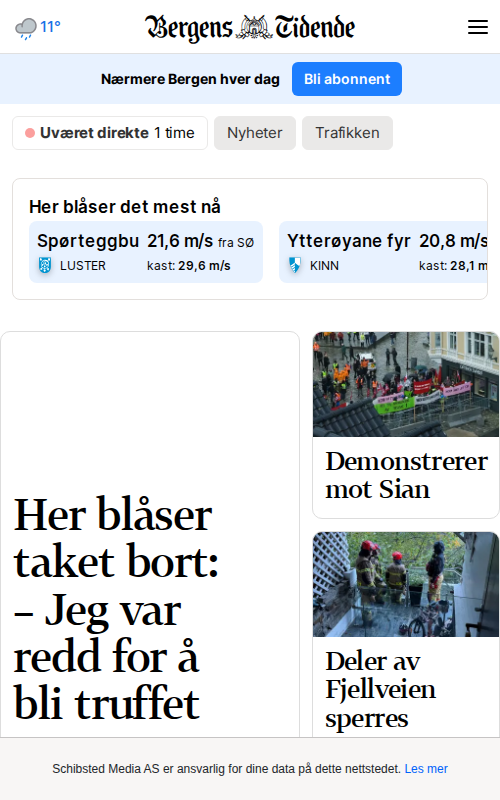 11°
Bergens Tidende
Nærmere Bergen hver dag
Bli abonnent
Uværet direkte 1 time
Nyheter
Trafikken
Her blåser det mest nå
Spørteggbu 21,6 m/s fra SØ
LUSTER kast: 29,6 m/s
Ytterøyane fyr 20,8 m/s
KINN kast: 28,1 m
Her blåser
taket bort:
– Jeg var
redd for å
bli truffet
Demonstrerer
mot Sian
Deler av
Fjellveien
sperres
Schibsted Media AS er ansvarlig for dine data på dette nettstedet. Les mer